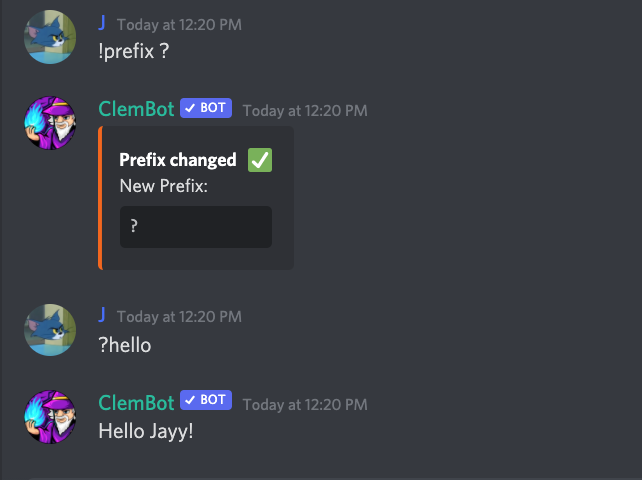 J Today at 12:20 PM
!prefix ?
ClemBot ✓ BOT Today at 12:20 PM
Prefix changed ✅
New Prefix:
?
J Today at 12:20 PM
?hello
ClemBot ✓ BOT Today at 12:20 PM
Hello Jayy!